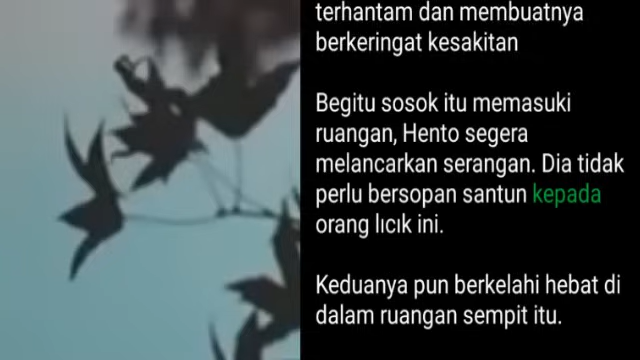 terhantam dan membuatnya
berkeringat kesakitan
Begitu sosok itu memasuki
ruangan, Hento segera
melancarkan serangan. Dia tidak
perlu bersopan santun kepada
orang lıcık ini.
Keduanya pun berkelahi hebat di
dalam ruangan sempit itu.